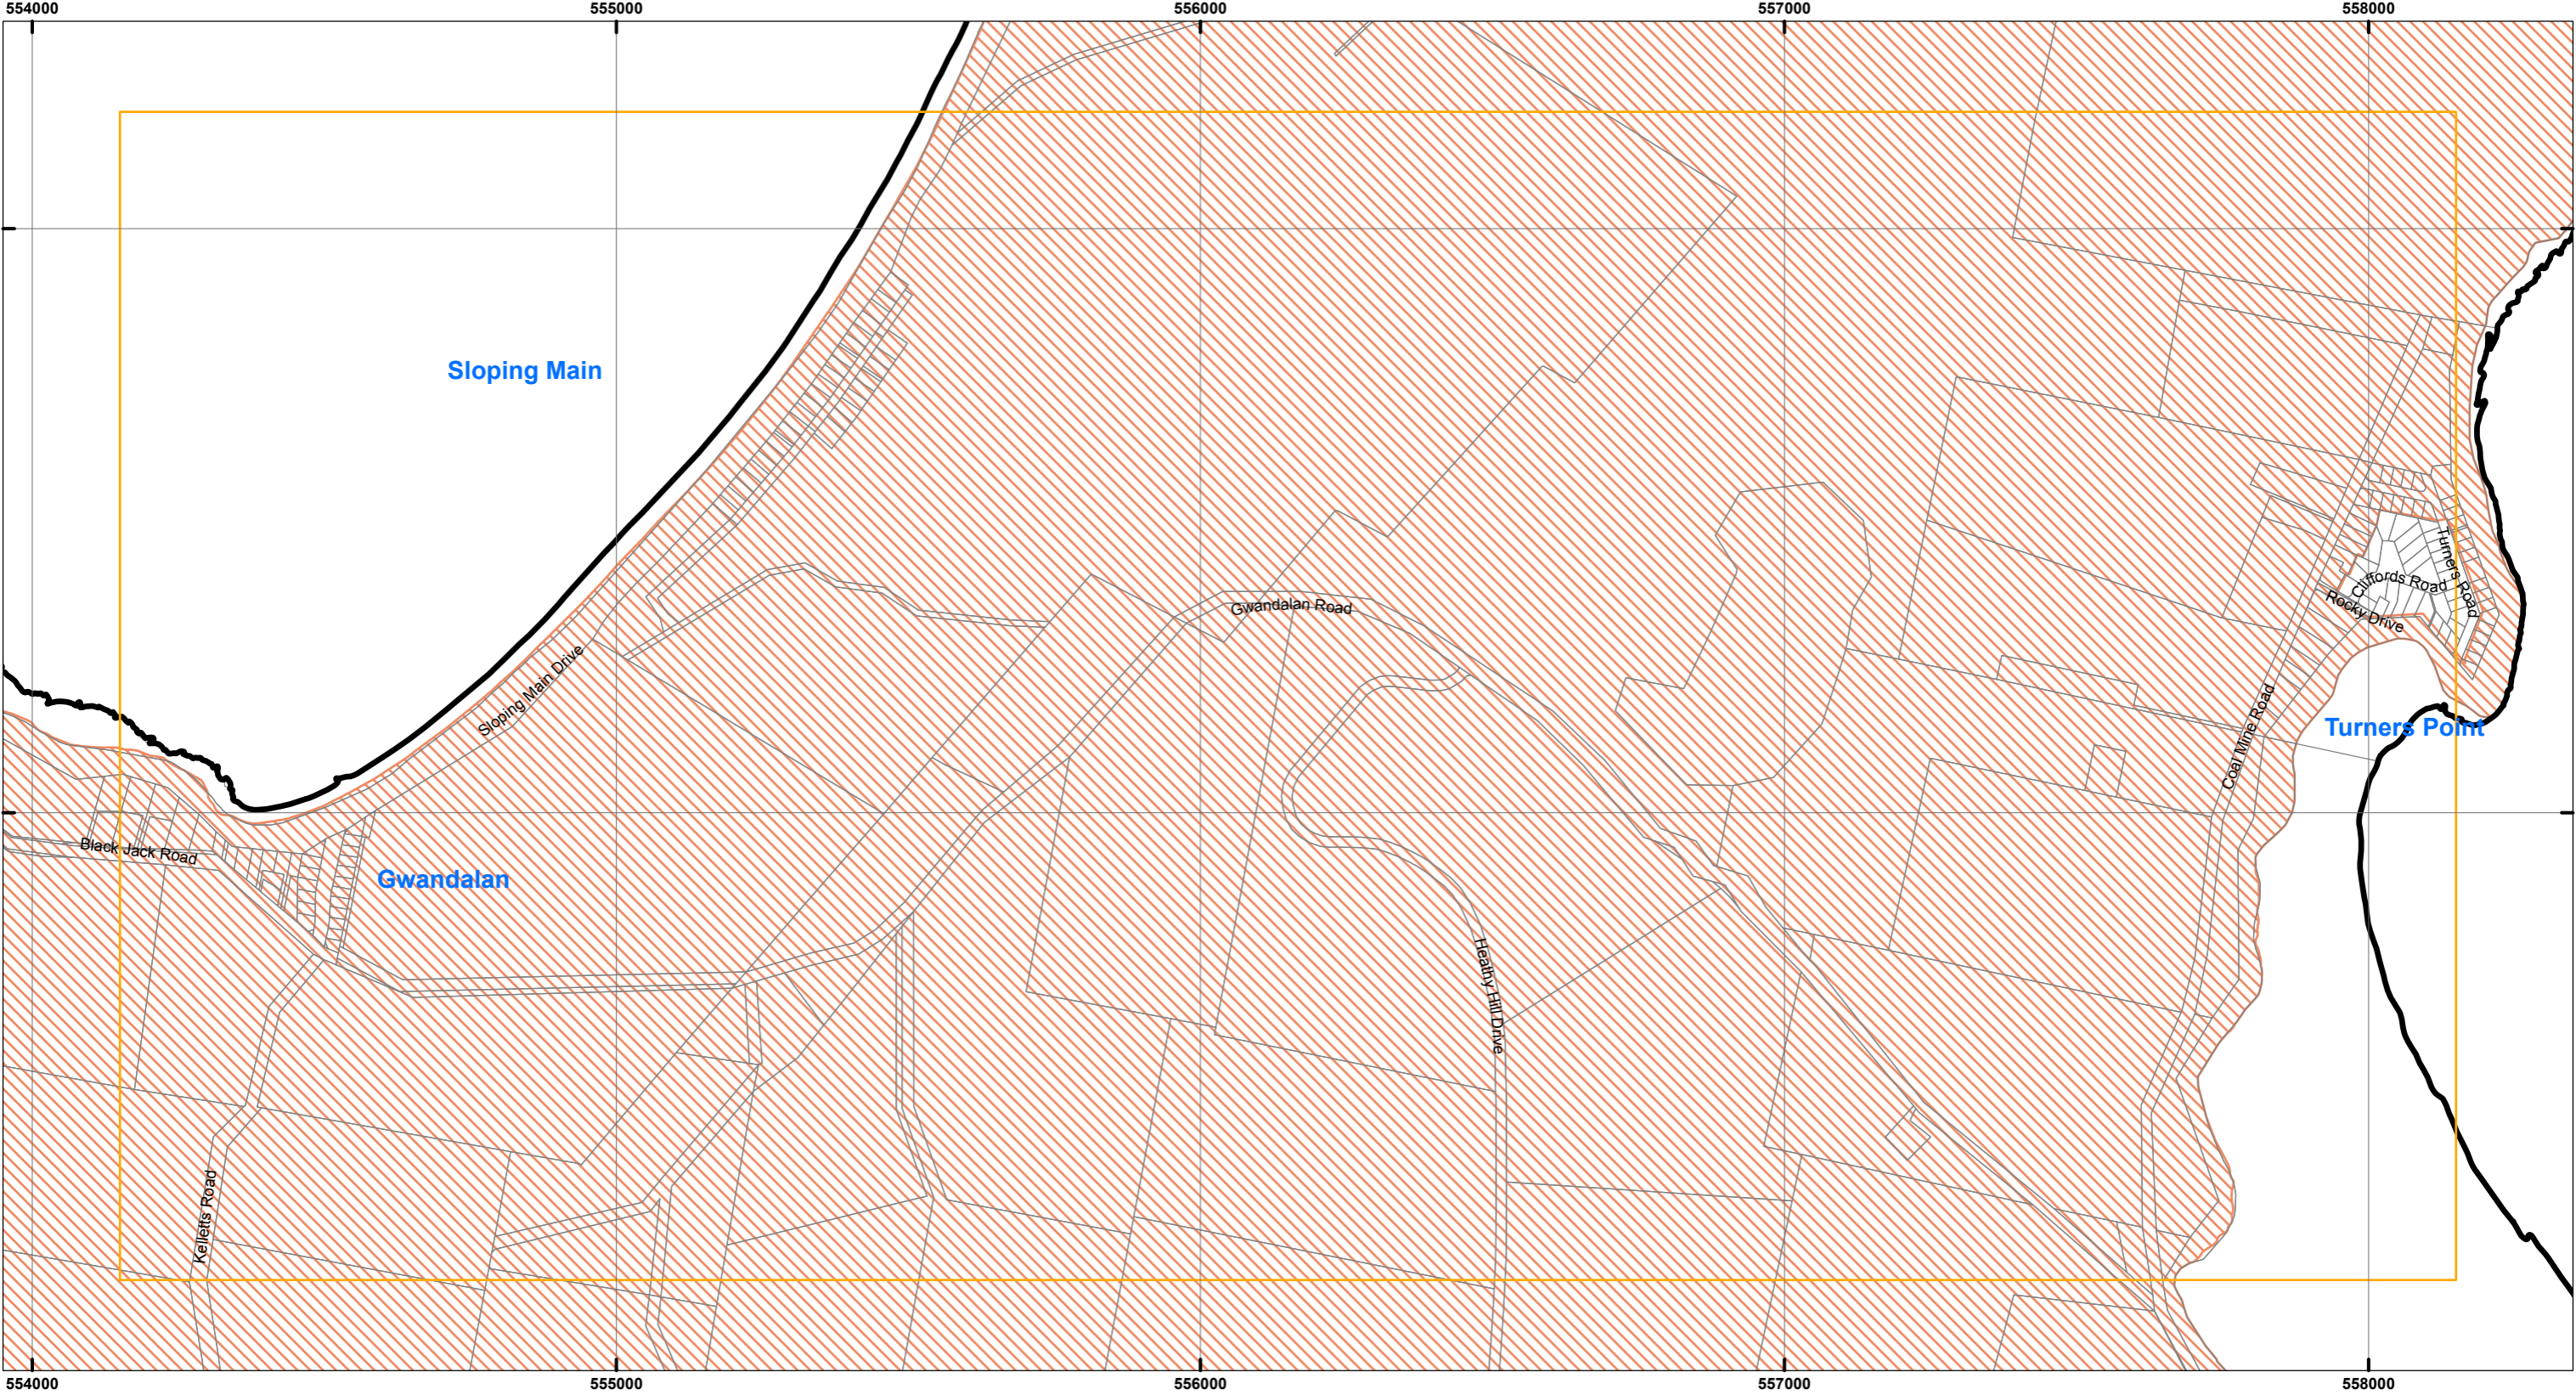 554000 555000 556000 557000 558000
Sloping Main
Gwandalan Road
Turners Road
Cliffords Road
Rocky Drive
Sloping Main Drive
Coal Mine Road
Turners Point
Black Jack Road
Gwandalan
Heathy Hill Drive
Kelletts Road
554000 555000 556000 557000 558000